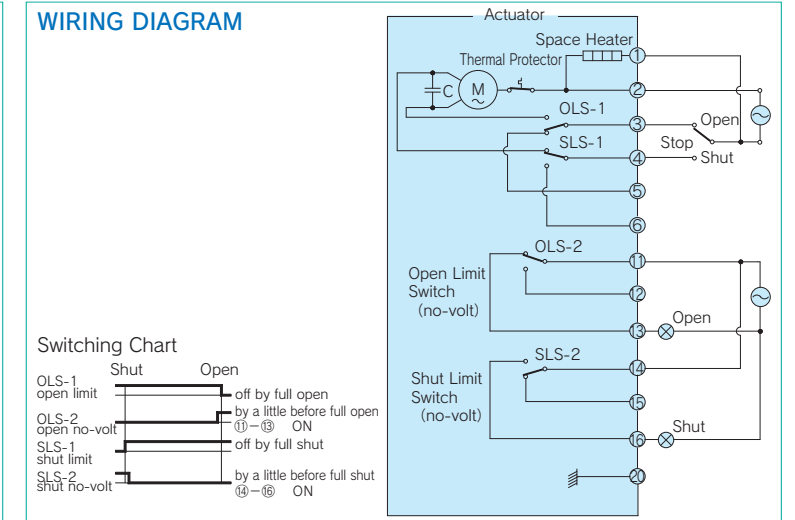 WIRING DIAGRAM
Actuator
Space Heater
①
Thermal Protector
C
M
②
OLS-1
③
Open
SLS-1
Stop
④
Shut
⑤
⑥
OLS-2
⑪
Open Limit
Switch
(no-volt)
⑫
Open
⑬
SLS-2
⑭
Shut Limit
Switch
(no-volt)
⑮
Shut
⑯
⑳
Switching Chart
Shut Open
OLS-1
open limit
off by full open
OLS-2
open no-volt
by a little before full open
⑪−⑬ ON
SLS-1
shut limit
off by full shut
SLS-2
shut no-volt
by a little before full shut
⑭−⑯ ON